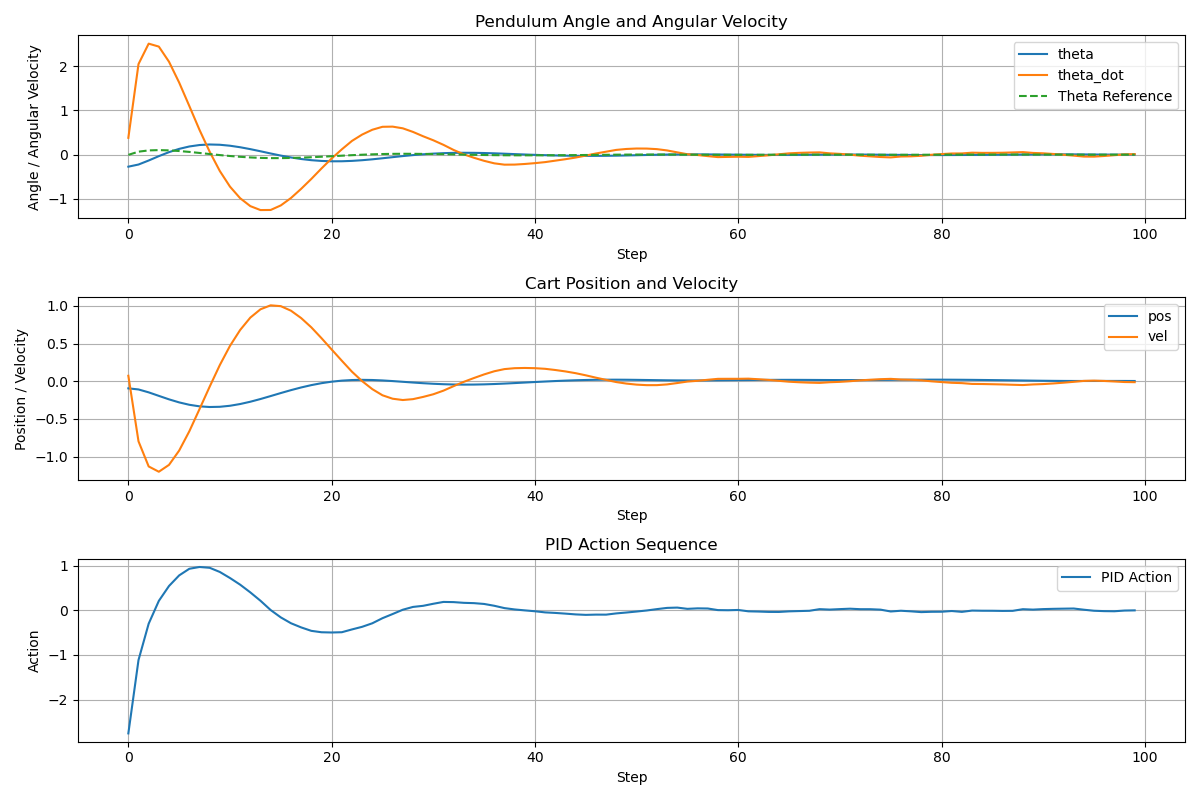 Pendulum Angle and Angular Velocity
Angle / Angular Velocity
2
1
0
−1
theta
theta_dot
Theta Reference
0 20 40 60 80 100
Step
Cart Position and Velocity
Position / Velocity
1.0
0.5
0.0
−0.5
−1.0
pos
vel
0 20 40 60 80 100
Step
PID Action Sequence
Action
1
0
−1
−2
PID Action
0 20 40 60 80 100
Step